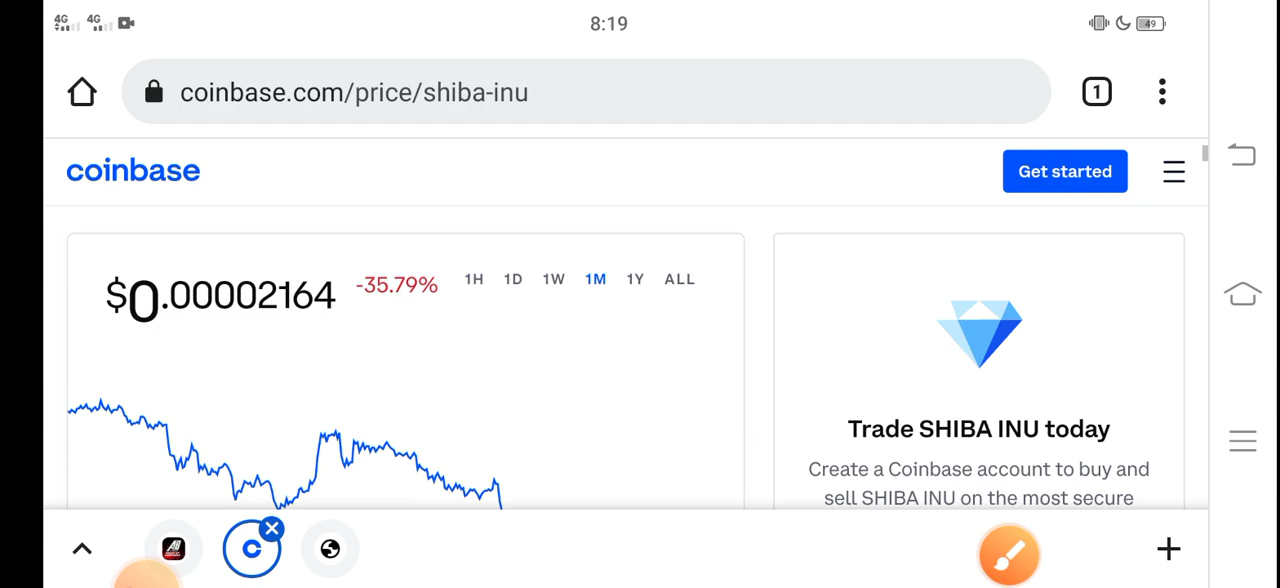 4G 4G 8:19 49
coinbase.com/price/shiba-inu 1
coinbase Get started
$0.00002164 -35.79% 1H 1D 1W 1M 1Y ALL
Trade SHIBA INU today
Create a Coinbase account to buy and
sell SHIBA INU on the most secure